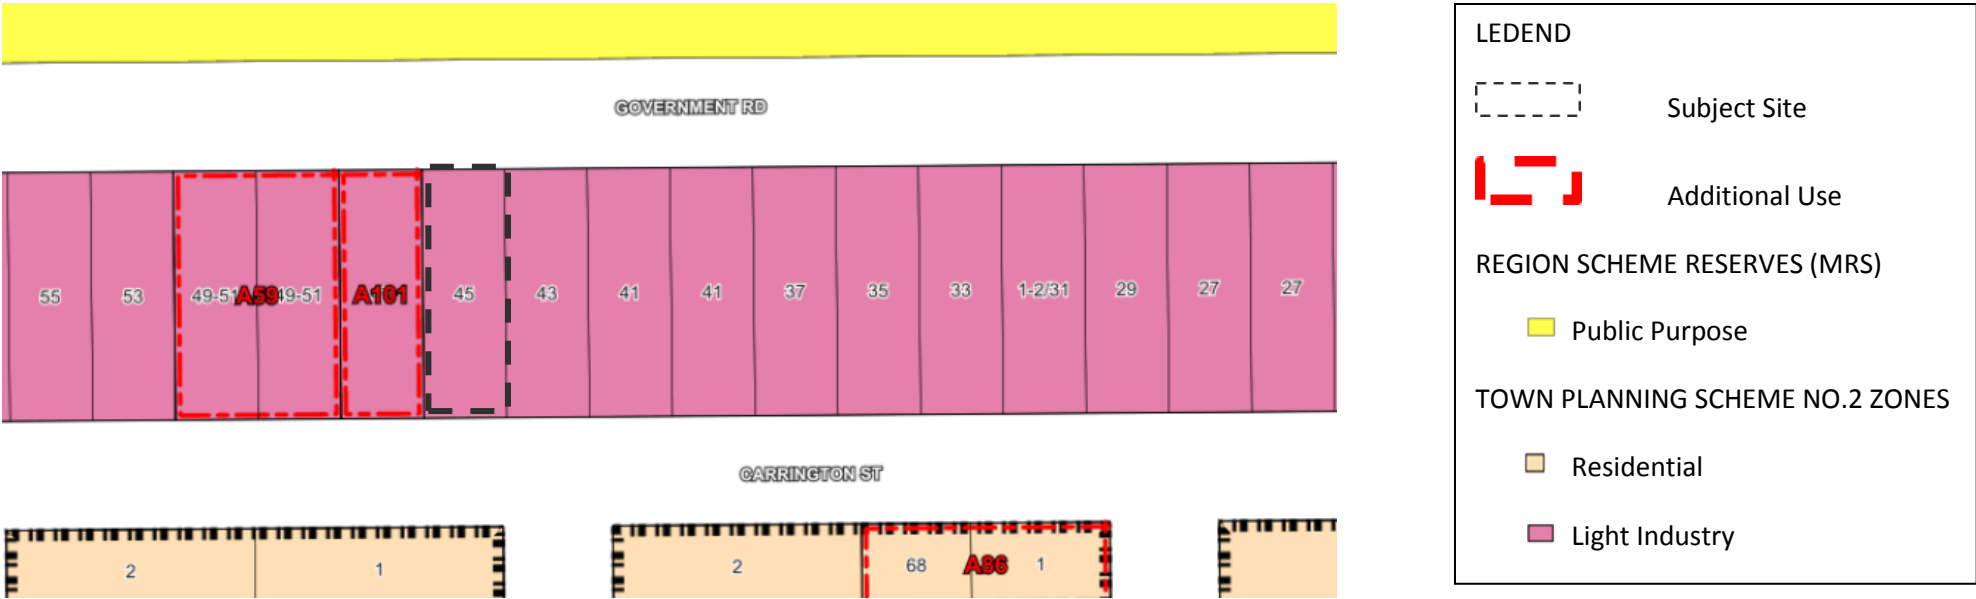 GOVERNMENT RD
55 53 49-51 A59 49-51 A101 45 43 41 41 37 35 33 1-2/31 29 27 27
CARRINGTON ST
2 1 2 68 A86 1
LEDEND
Subject Site
Additional Use
REGION SCHEME RESERVES (MRS)
Public Purpose
TOWN PLANNING SCHEME NO.2 ZONES
Residential
Light Industry